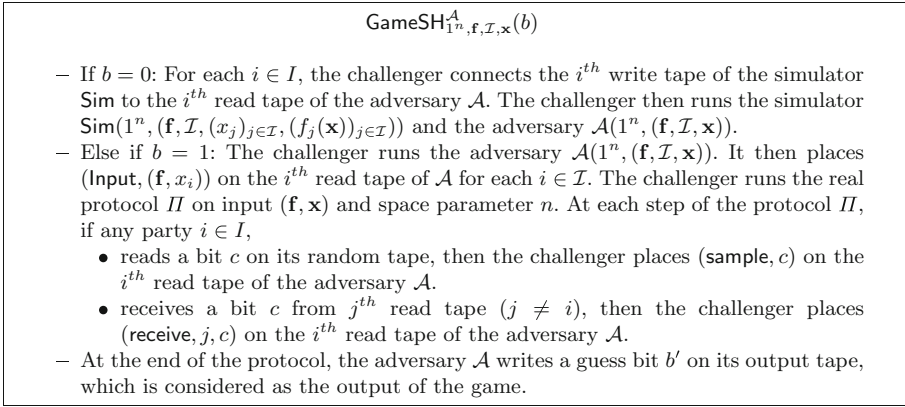 GameSH^A_{1^n,f,I,x}(b)
– If b = 0: For each i ∈ I, the challenger connects the i^{th} write tape of the simulator
Sim to the i^{th} read tape of the adversary A. The challenger then runs the simulator
Sim(1^n, (f, I, (x_j)_{j∈I}, (f_j(x))_{j∈I}) and the adversary A(1^n, (f, I, x)).
– Else if b = 1: The challenger runs the adversary A(1^n, (f, I, x)). It then places
(Input, (f, x_i)) on the i^{th} read tape of A for each i ∈ I. The challenger runs the real
protocol Π on input (f, x) and space parameter n. At each step of the protocol Π,
if any party i ∈ I,
• reads a bit c on its random tape, then the challenger places (sample, c) on the
i^{th} read tape of the adversary A.
• receives a bit c from j^{th} read tape (j ≠ i), then the challenger places
(receive, j, c) on the i^{th} read tape of the adversary A.
– At the end of the protocol, the adversary A writes a guess bit b′ on its output tape,
which is considered as the output of the game.